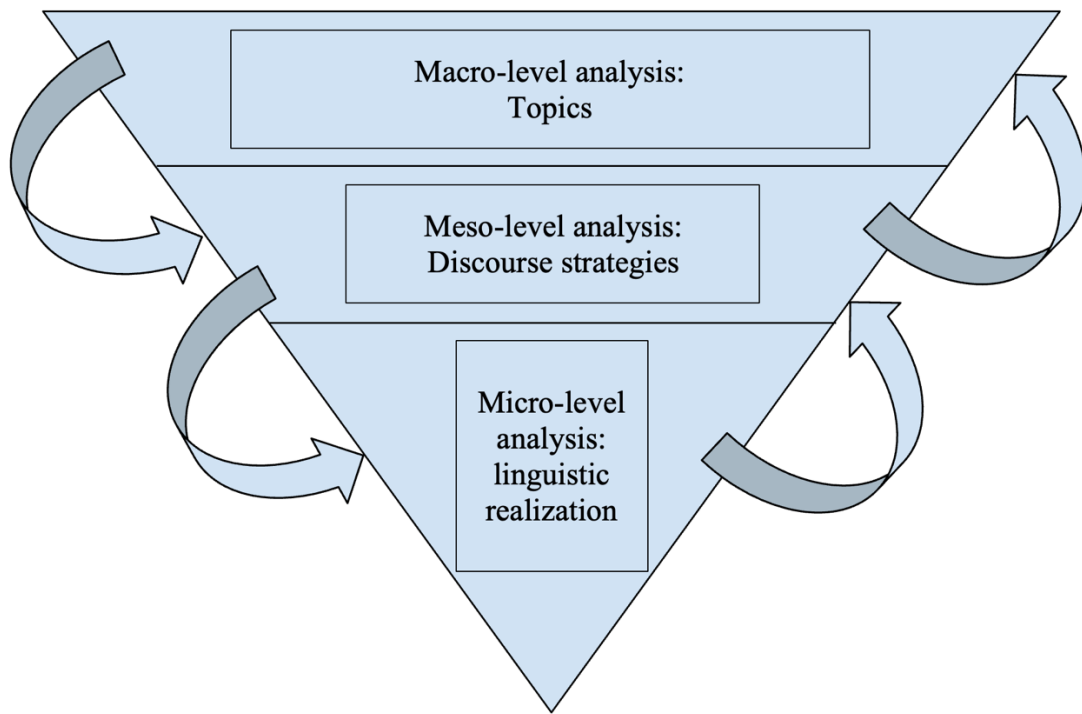 Macro-level analysis:
Topics
Meso-level analysis:
Discourse strategies
Micro-level
analysis:
linguistic
realization